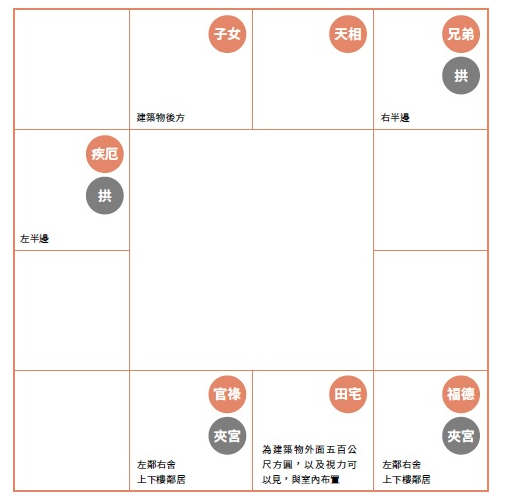 子女
建築物後方
天相
兄弟
拱
右半邊
疾厄
拱
左半邊
官祿
夾宮
左鄰右舍
上下樓鄰居
田宅
為建築物外面五百公
尺方圓，以及視力可
以見，與室內布置
福德
夾宮
左鄰右舍
上下樓鄰居